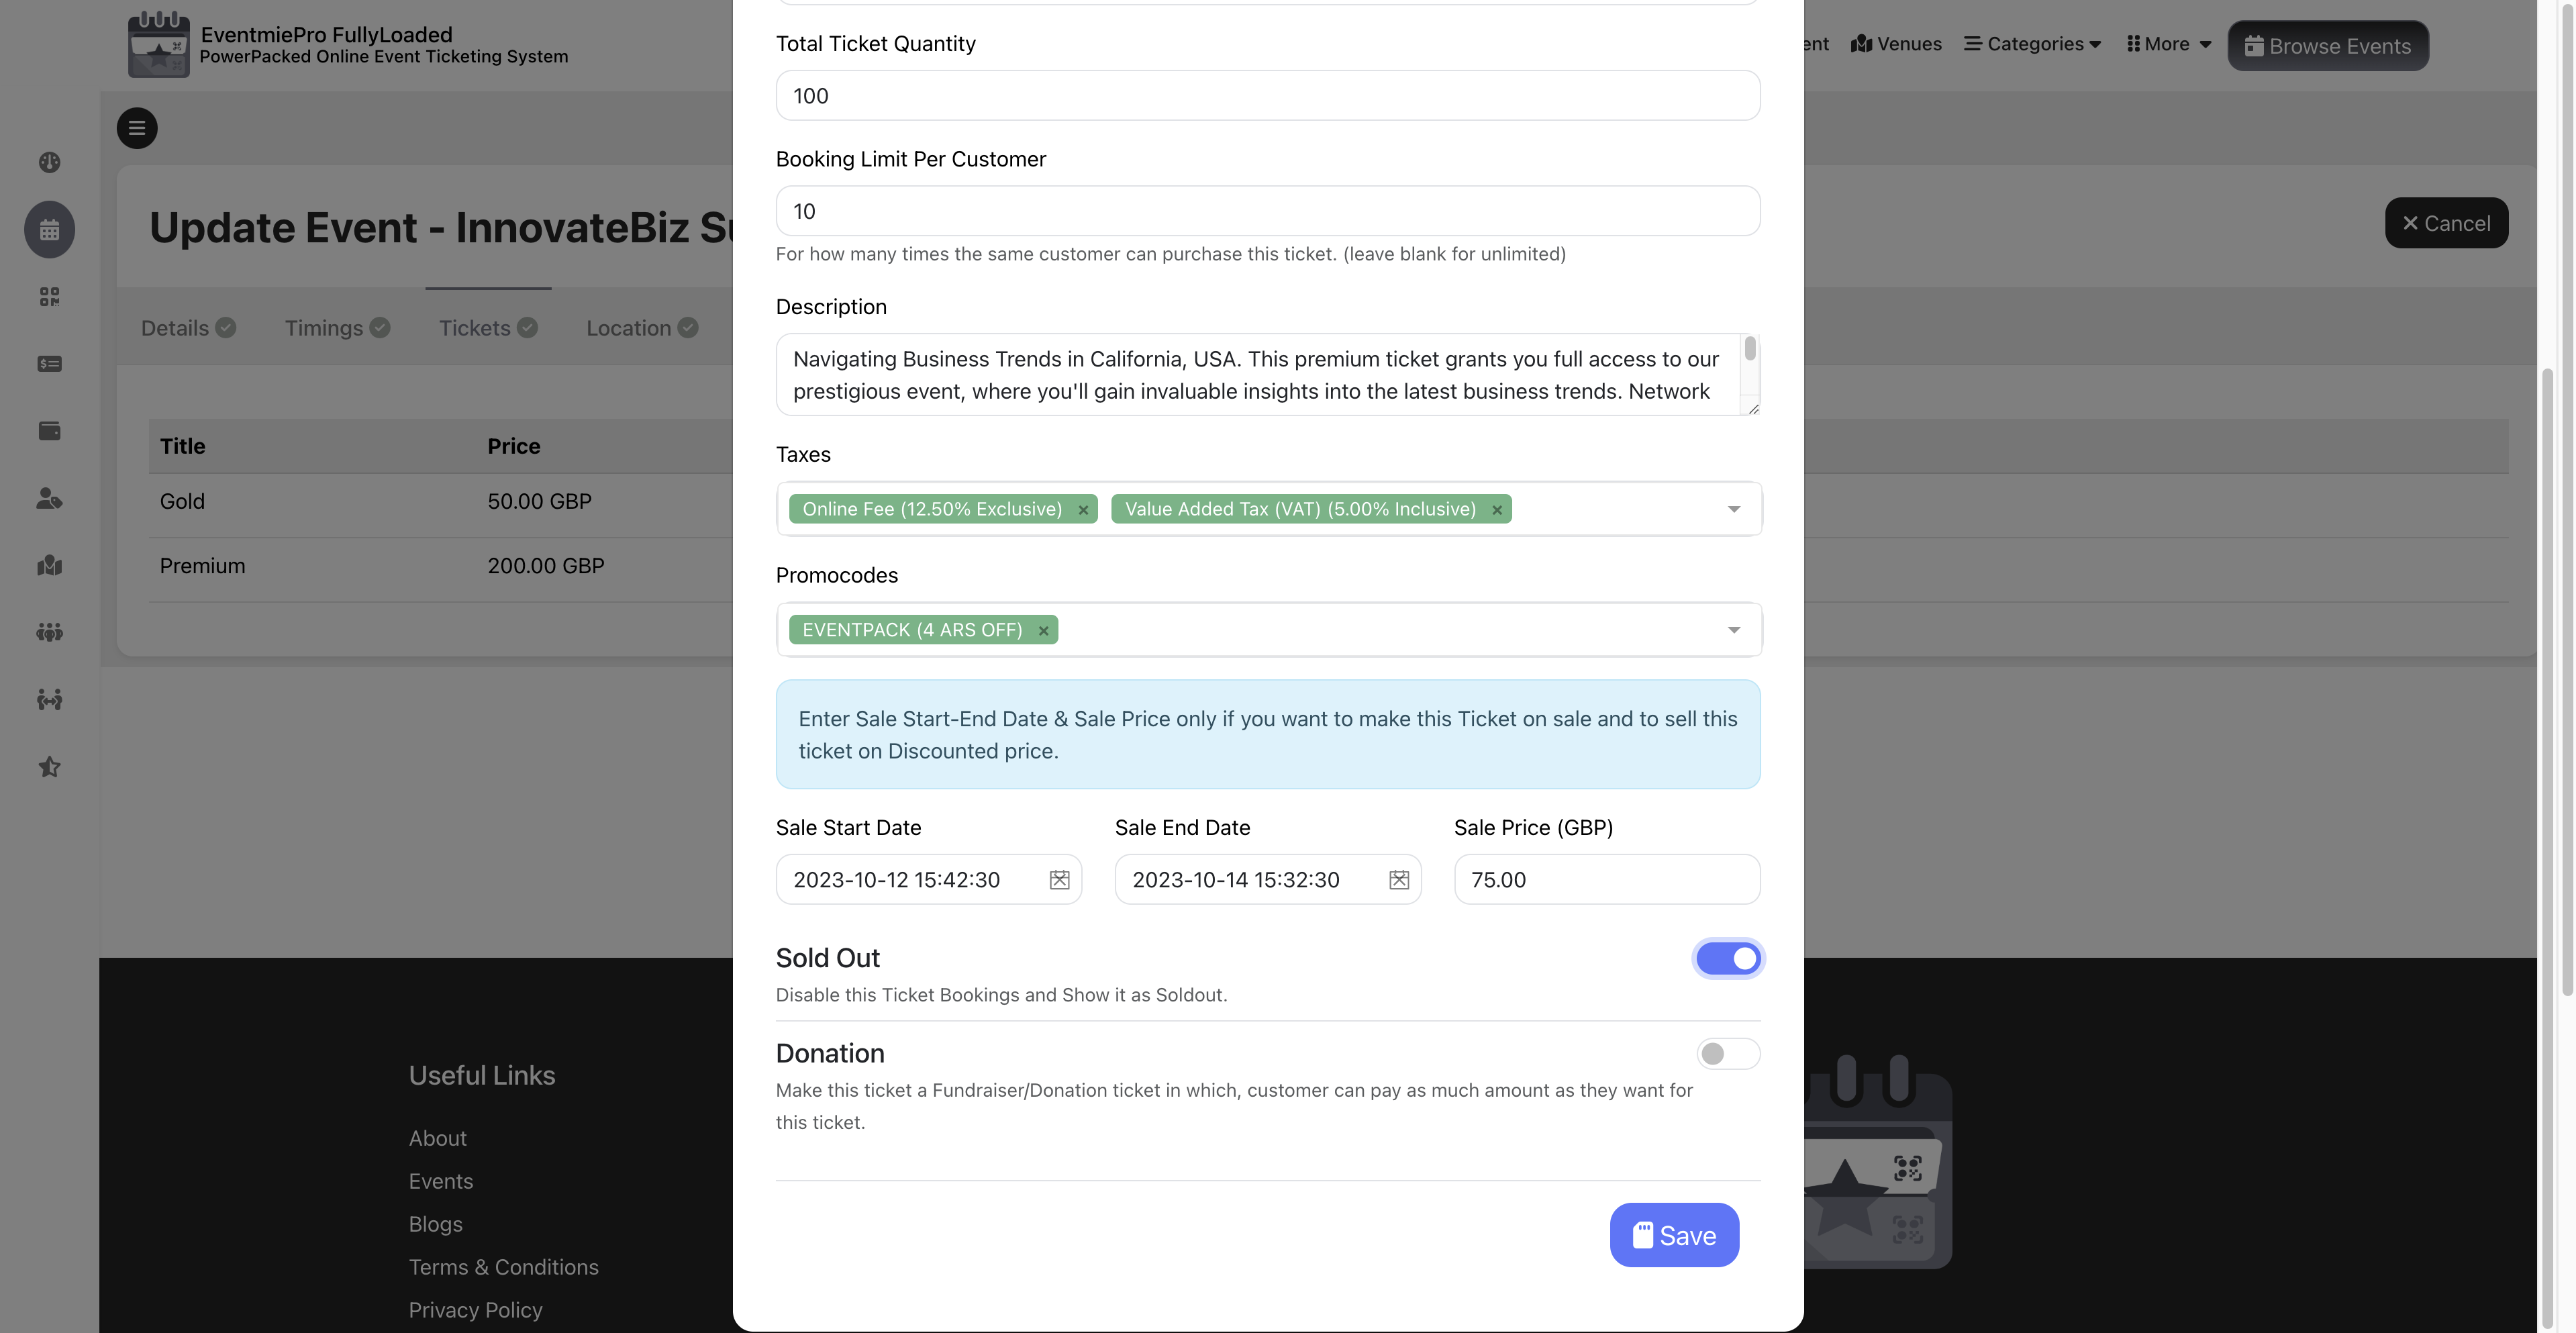 EventmiePro FullyLoaded
PowerPacked Online Event Ticketing System
Venues
Categories
More
Browse Events
Update Event - InnovateBiz
Cancel
Details
Timings
Tickets
Location
Title
Price
Gold
50.00 GBP
Premium
200.00 GBP
Total Ticket Quantity
100
Booking Limit Per Customer
10
For how many times the same customer can purchase this ticket. (leave blank for unlimited)
Description
Navigating Business Trends in California, USA. This premium ticket grants you full access to our
prestigious event, where you'll gain invaluable insights into the latest business trends. Network
Taxes
Online Fee (12.50% Exclusive) ×
Value Added Tax (VAT) (5.00% Inclusive) ×
Promocodes
EVENTPACK (4 ARS OFF) ×
Enter Sale Start-End Date & Sale Price only if you want to make this Ticket on sale and to sell this
ticket on Discounted price.
Sale Start Date
Sale End Date
Sale Price (GBP)
2023-10-12 15:42:30
2023-10-14 15:32:30
75.00
Sold Out
Disable this Ticket Bookings and Show it as Soldout.
Donation
Make this ticket a Fundraiser/Donation ticket in which, customer can pay as much amount as they want for
this ticket.
Save
Useful Links
About
Events
Blogs
Terms & Conditions
Privacy Policy